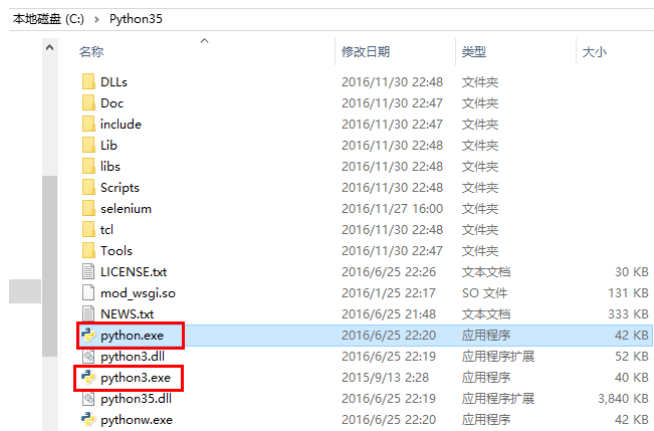 本地磁盘 (C:) › Python35
名称 修改日期 类型 大小
DLLs 2016/11/30 22:48 文件夹
Doc 2016/11/30 22:47 文件夹
include 2016/11/30 22:47 文件夹
Lib 2016/11/30 22:48 文件夹
libs 2016/11/30 22:48 文件夹
Scripts 2016/11/30 22:48 文件夹
selenium 2016/11/27 16:00 文件夹
tcl 2016/11/30 22:48 文件夹
Tools 2016/11/30 22:47 文件夹
LICENSE.txt 2016/6/25 22:26 文本文档 30 KB
mod_wsgi.so 2016/1/25 22:17 SO 文件 131 KB
NEWS.txt 2016/6/25 21:48 文本文档 333 KB
python.exe 2016/6/25 22:20 应用程序 42 KB
python3.dll 2016/6/25 22:19 应用程序扩展 52 KB
python3.exe 2015/9/13 2:28 应用程序 40 KB
python35.dll 2016/6/25 22:19 应用程序扩展 3,840 KB
pythonw.exe 2016/6/25 22:20 应用程序 42 KB